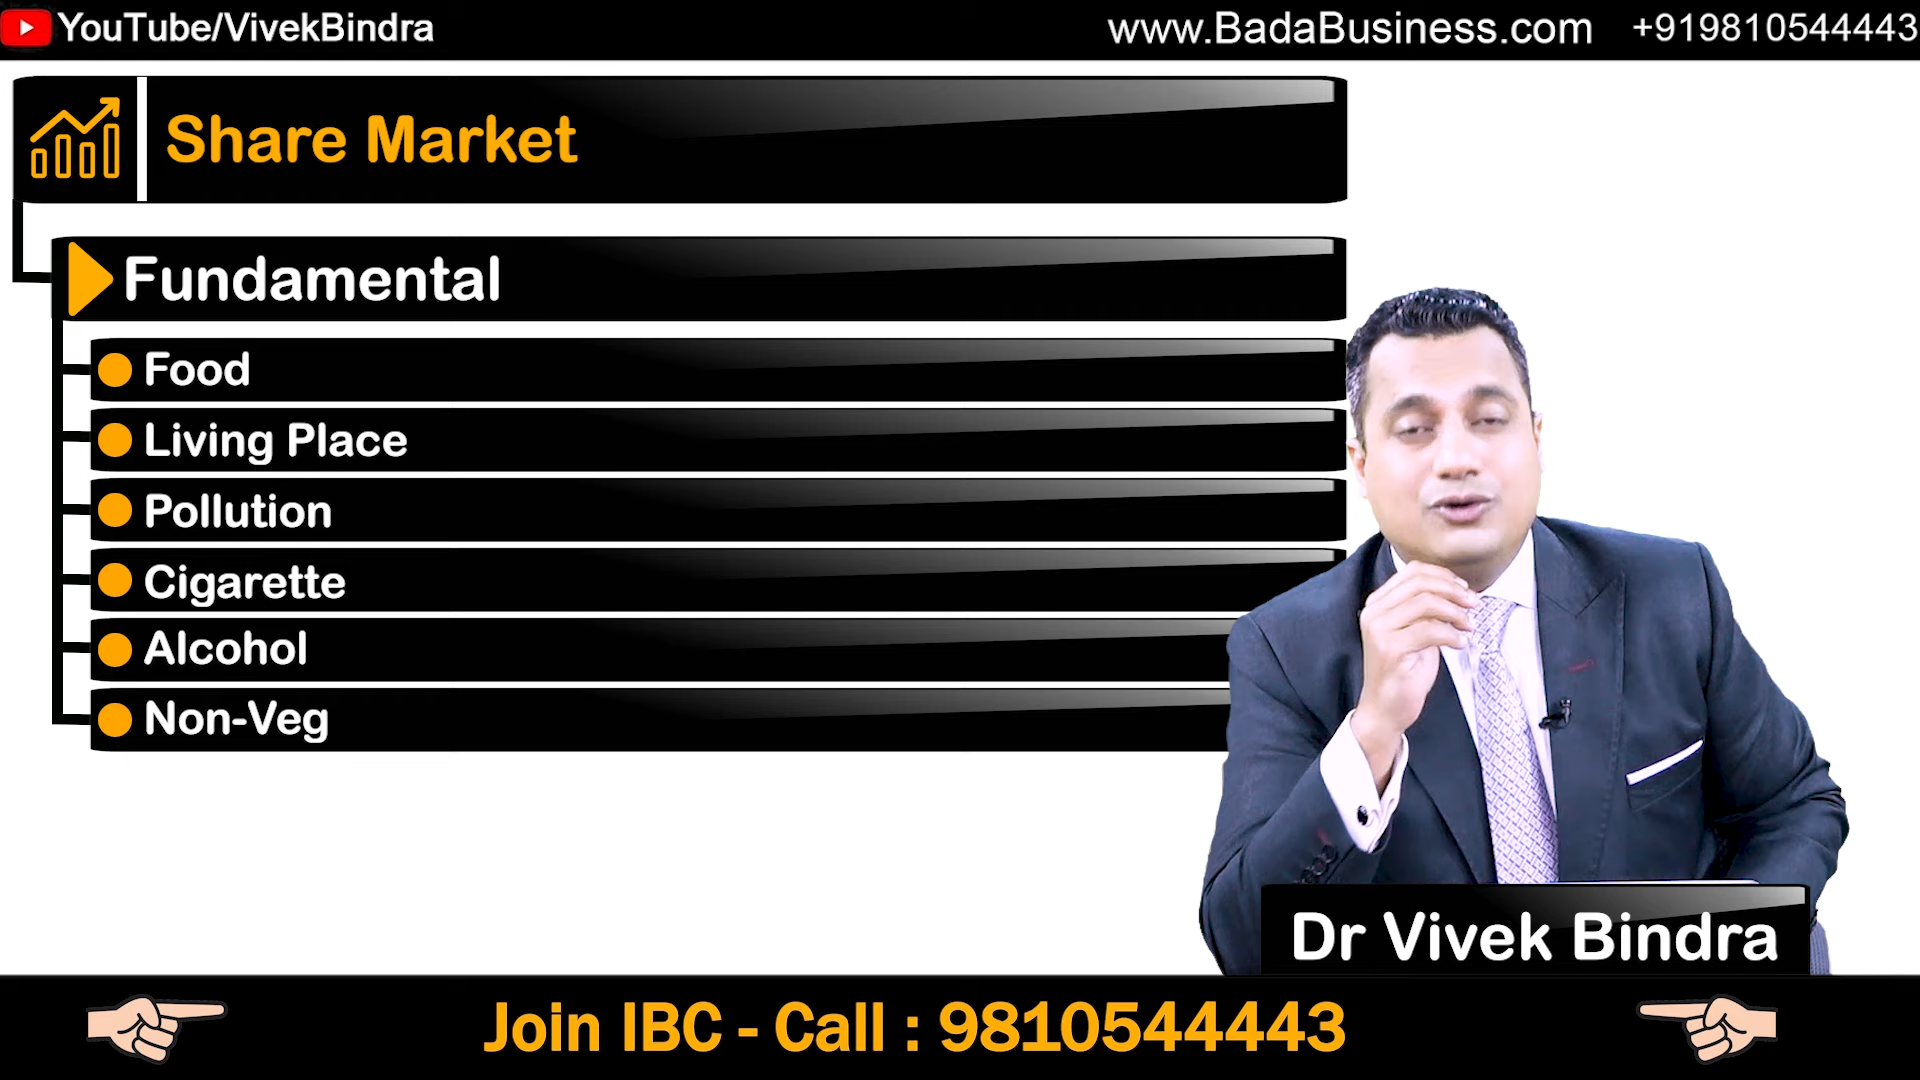 YouTube/VivekBindra
www.BadaBusiness.com +919810544443
Share Market
Fundamental
Food
Living Place
Pollution
Cigarette
Alcohol
Non-Veg
Dr Vivek Bindra
Join IBC - Call : 9810544443